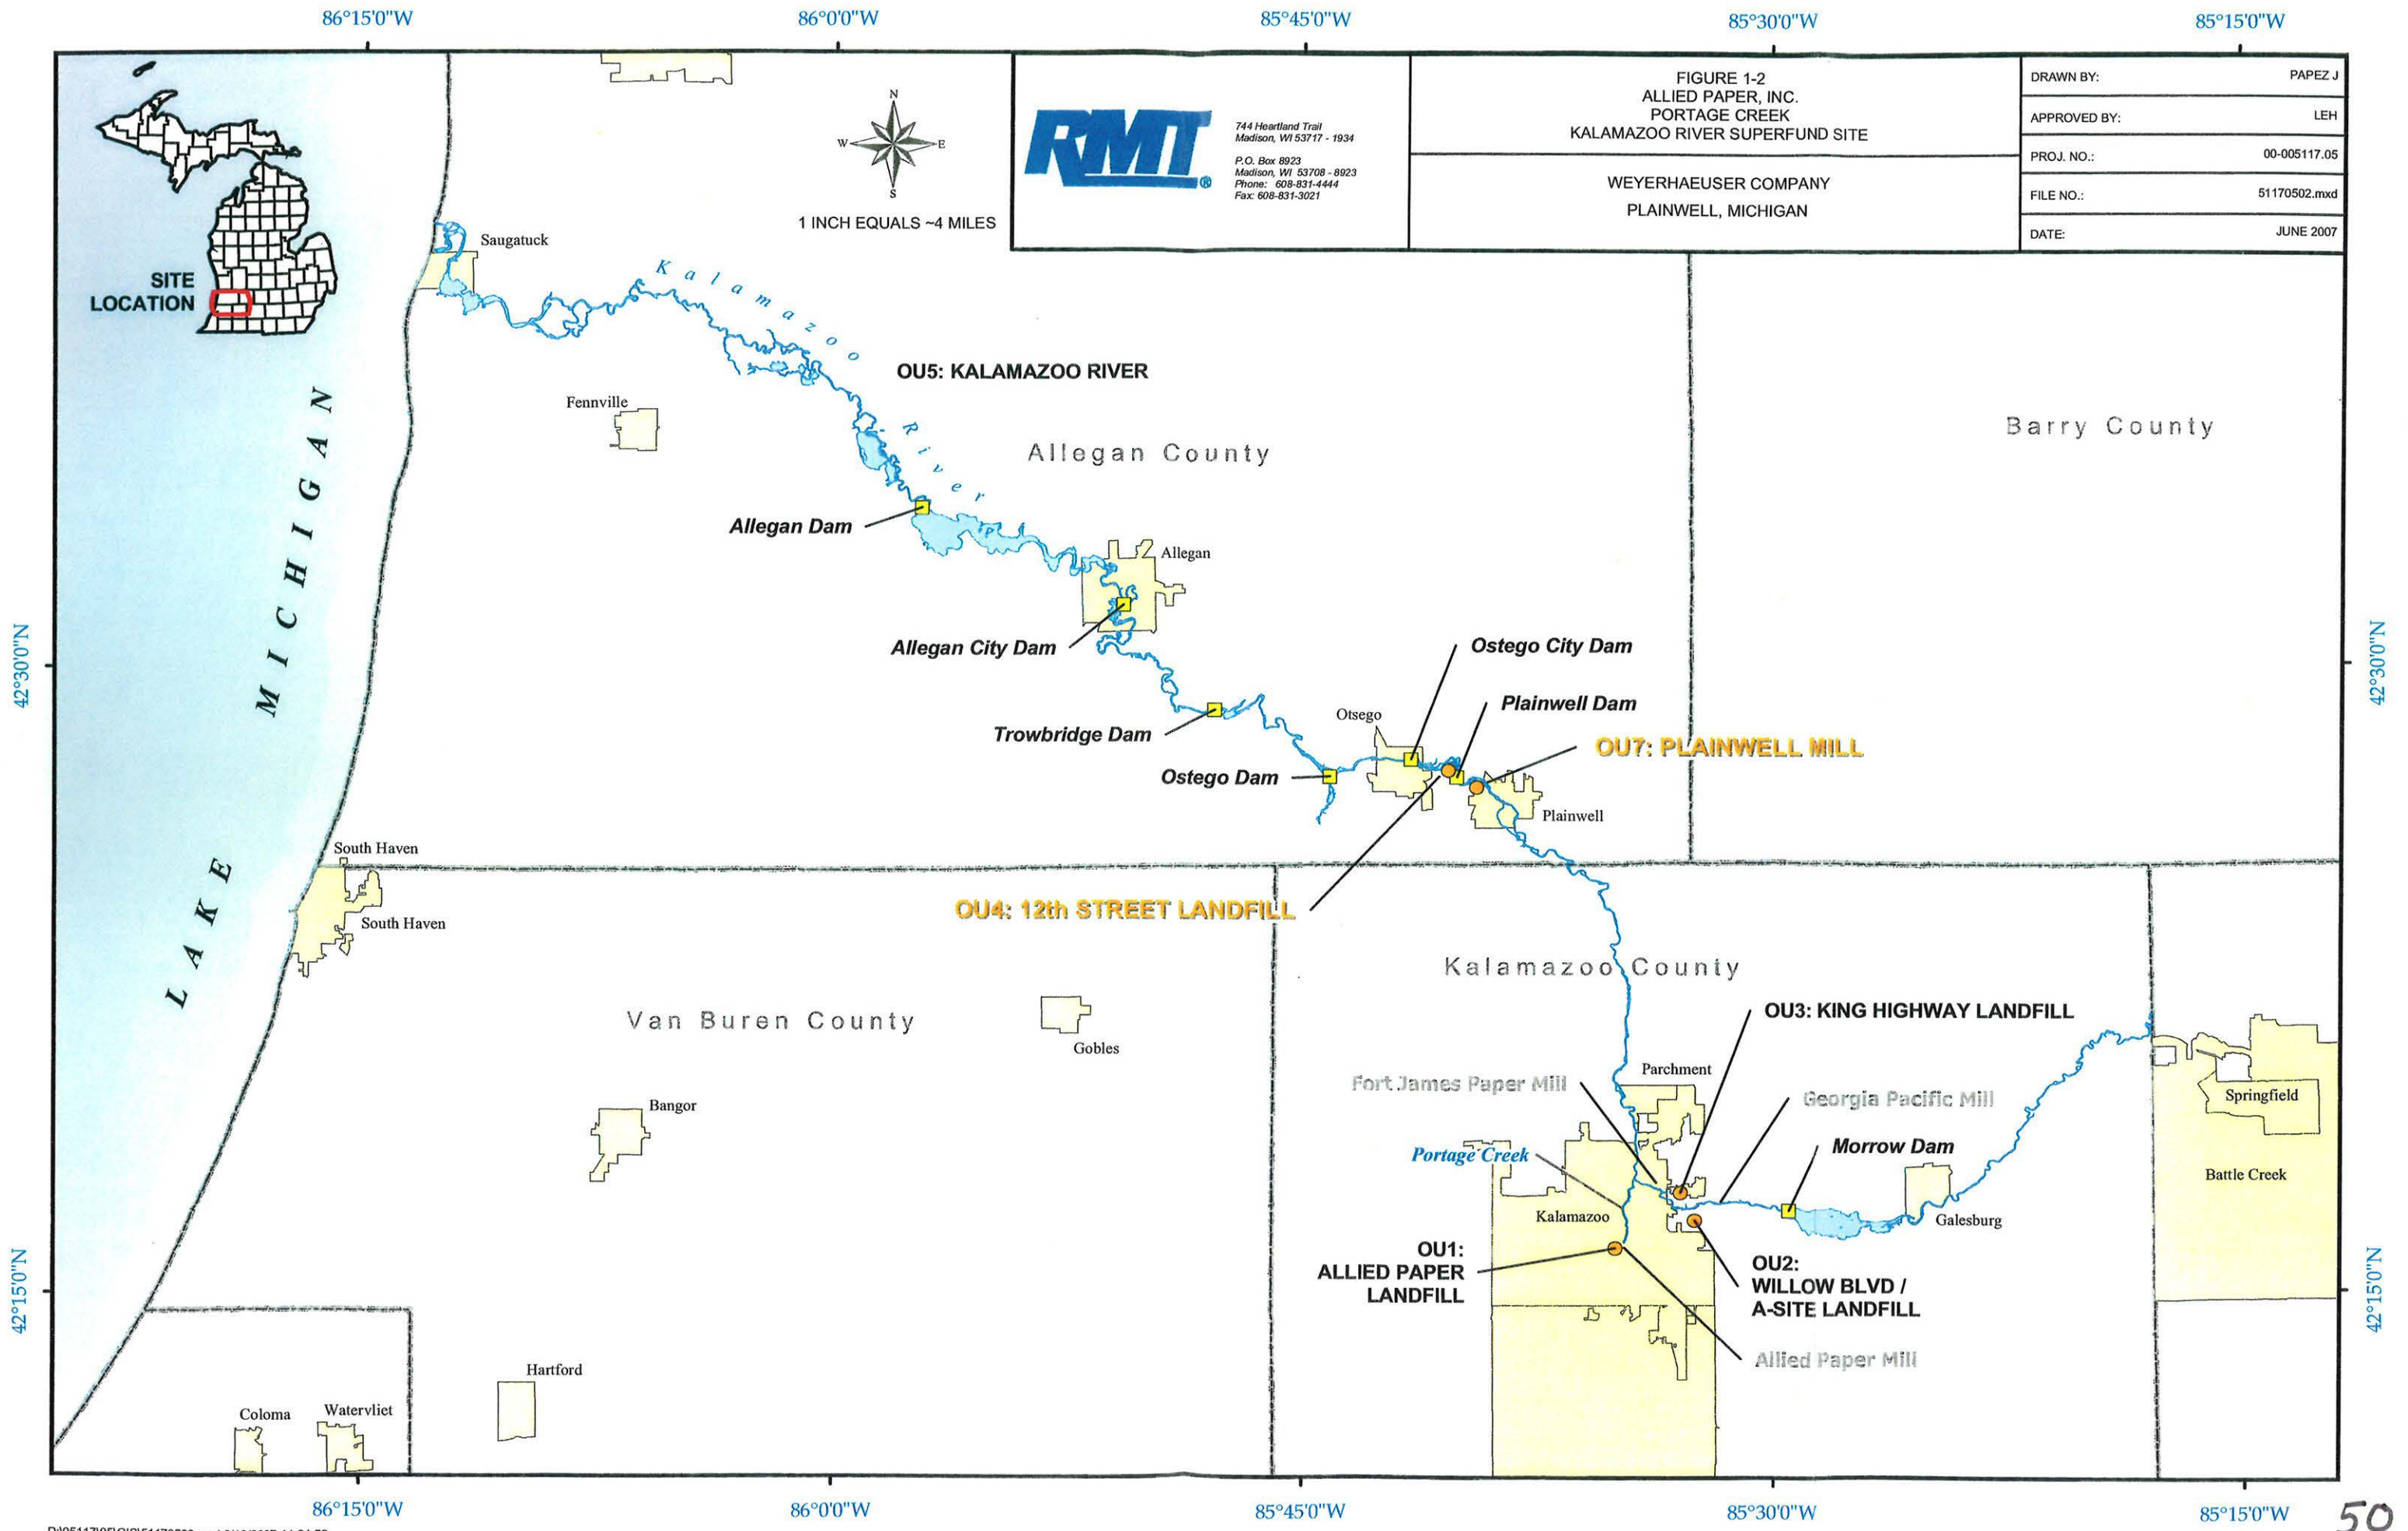 86°15'0"W
86°0'0"W
85°45'0"W
85°30'0"W
85°15'0"W
N
W
E
S
1 INCH EQUALS ~4 MILES
RMT®
744 Heartland Trail
Madison, WI 53717 - 1934
P.O. Box 8923
Madison, WI 53708 - 8923
Phone: 608-831-4444
Fax: 608-831-3021
FIGURE 1-2
ALLIED PAPER, INC.
PORTAGE CREEK
KALAMAZOO RIVER SUPERFUND SITE
WEYERHAEUSER COMPANY
PLAINWELL, MICHIGAN
DRAWN BY: PAPEZ J
APPROVED BY: LEH
PROJ. NO.: 00-005117.05
FILE NO.: 51170502.mxd
DATE: JUNE 2007
SITE
LOCATION
Saugatuck
Kalamazoo River
OU5: KALAMAZOO RIVER
Fennville
Allegan County
Barry County
LAKE MICHIGAN
Allegan Dam
Allegan
Allegan City Dam
Ostego City Dam
42°30'0"N
42°30'0"N
Trowbridge Dam
Otsego
Plainwell Dam
OU7: PLAINWELL MILL
Ostego Dam
Plainwell
South Haven
South Haven
OU4: 12th STREET LANDFILL
Kalamazoo County
Van Buren County
Gobles
OU3: KING HIGHWAY LANDFILL
Parchment
Fort James Paper Mill
Georgia Pacific Mill
Springfield
Bangor
Portage Creek
Morrow Dam
Battle Creek
Kalamazoo
Galesburg
OU1:
ALLIED PAPER
LANDFILL
OU2:
WILLOW BLVD /
A-SITE LANDFILL
42°15'0"N
42°15'0"N
Allied Paper Mill
Hartford
Coloma
Watervliet
86°15'0"W
86°0'0"W
85°45'0"W
85°30'0"W
85°15'0"W
50